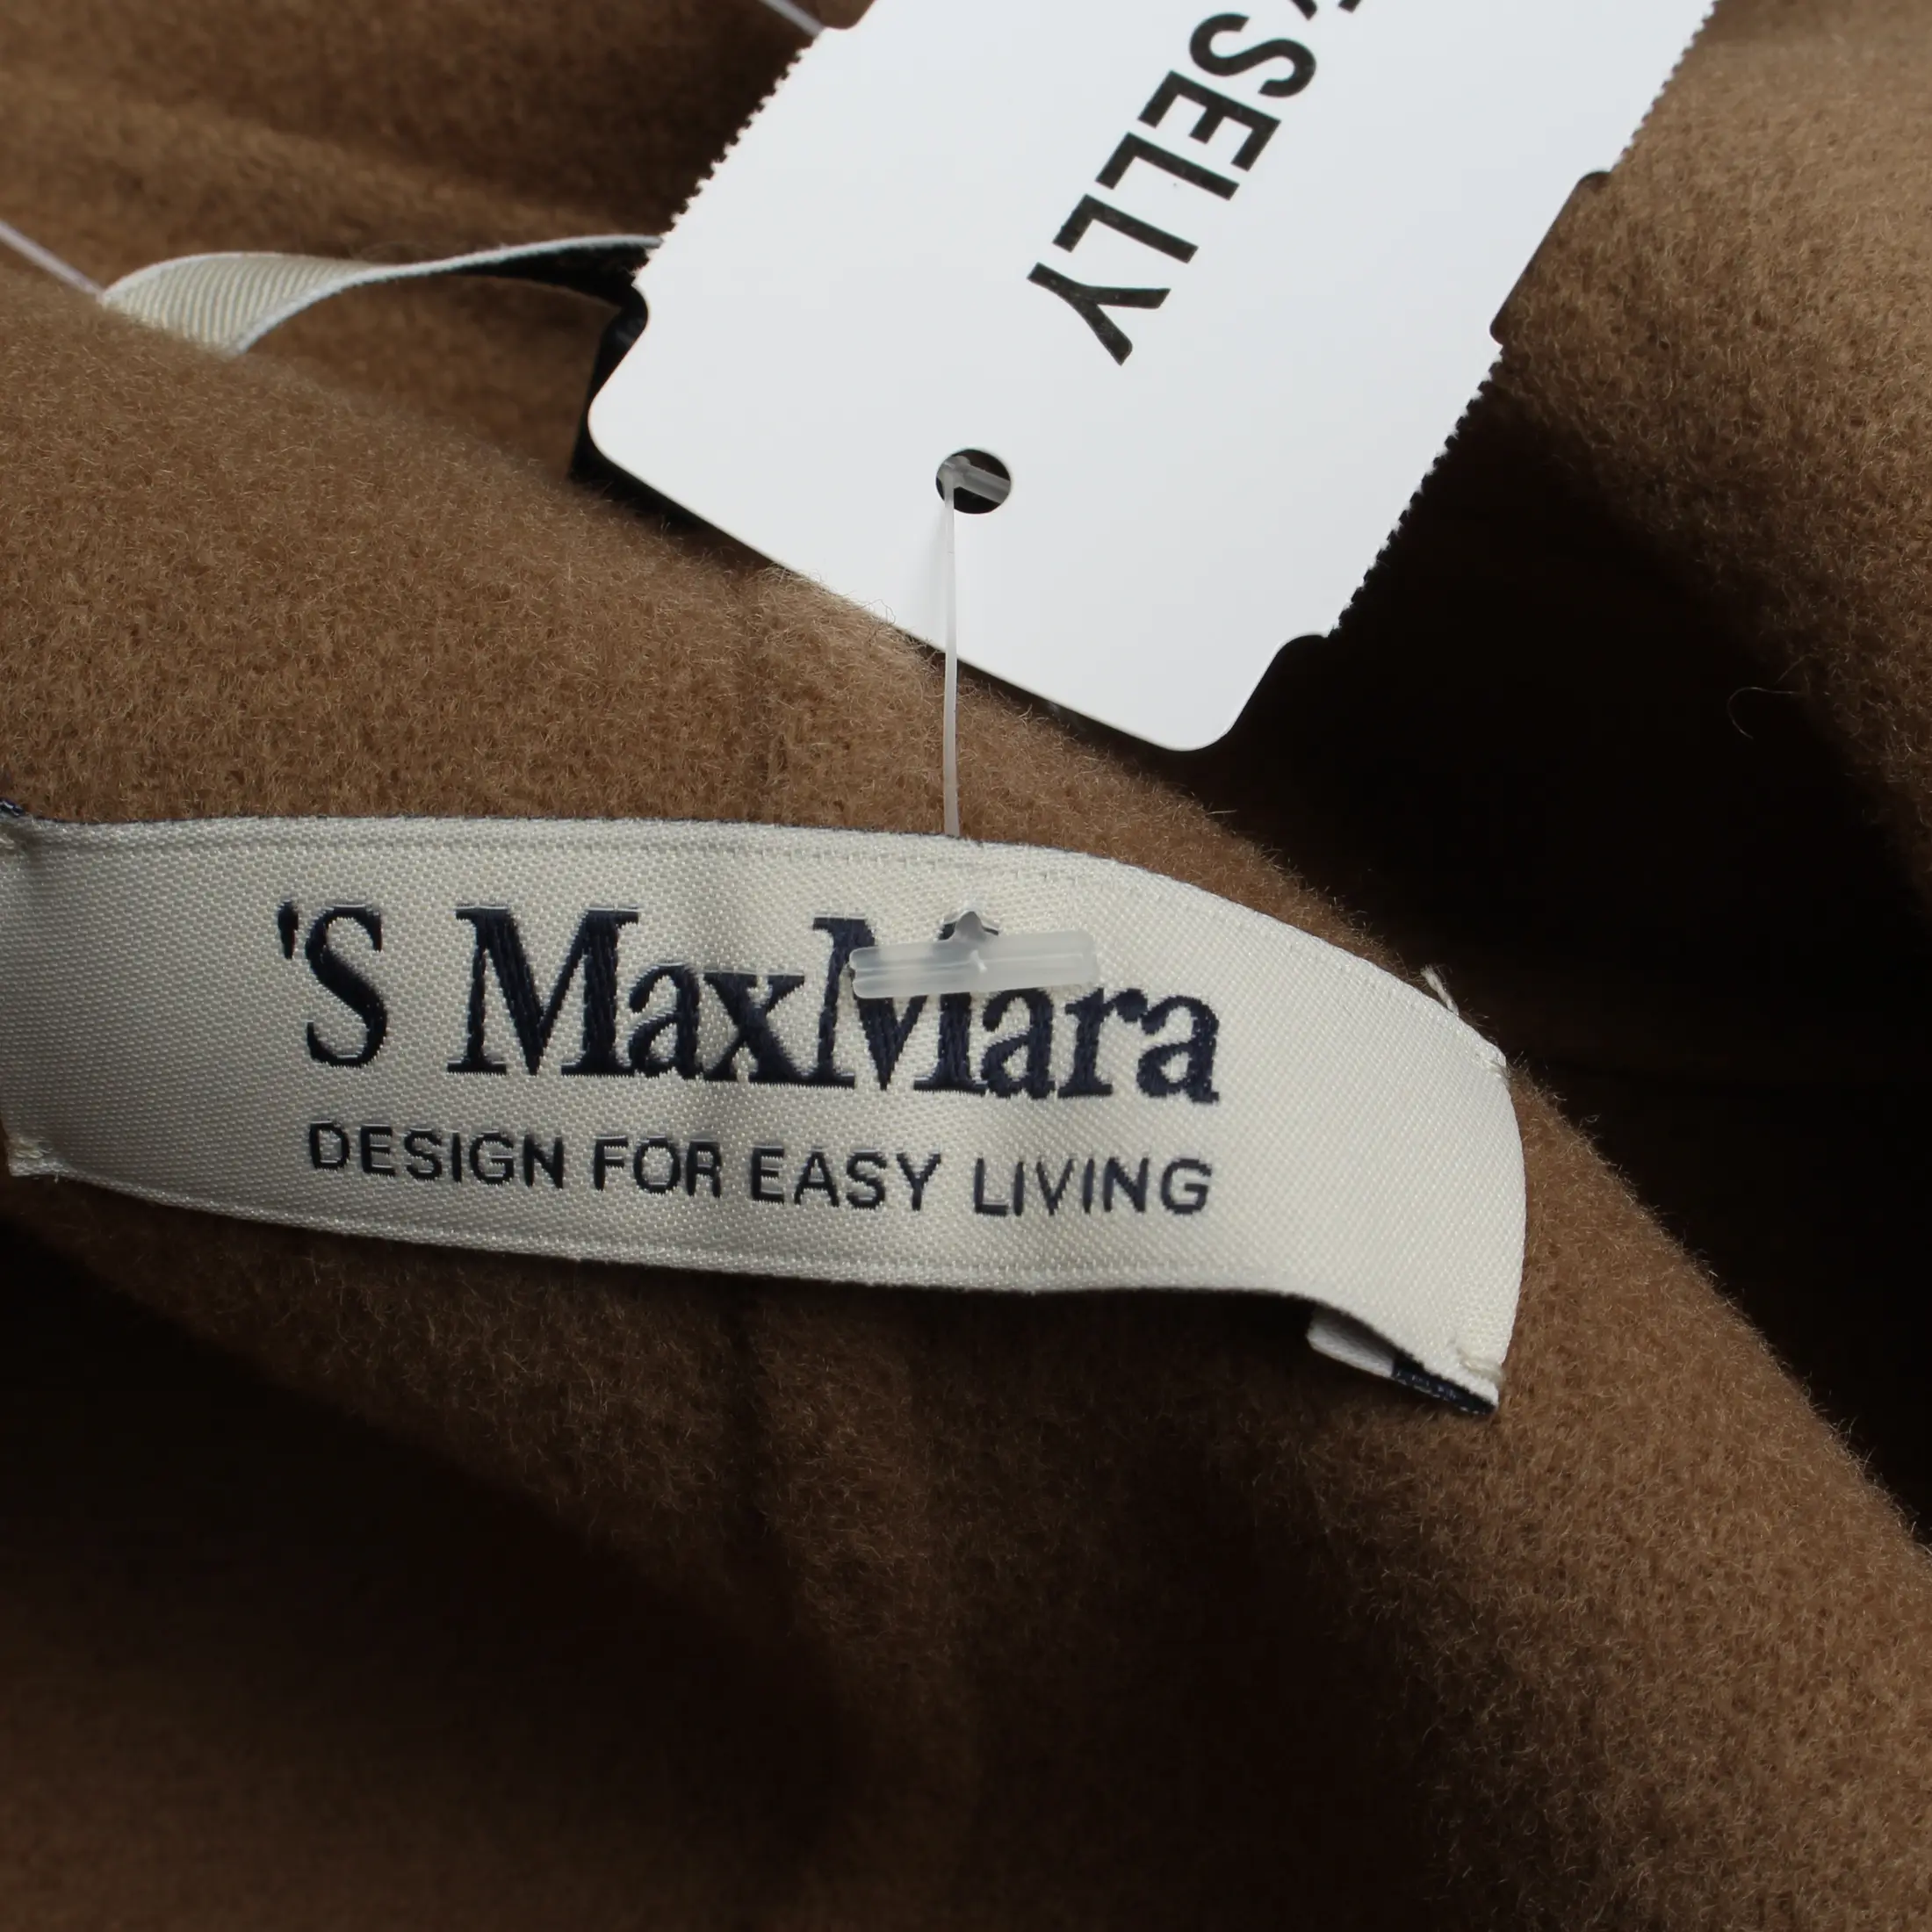 SELLY
'S MaxMara
DESIGN FOR EASY LIVING